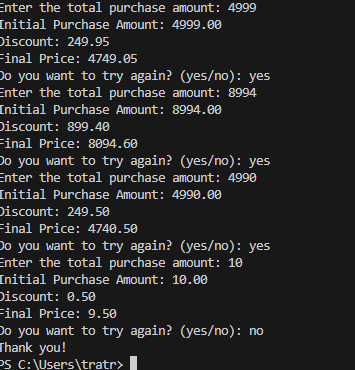 Enter the total purchase amount: 4999
Initial Purchase Amount: 4999.00
Discount: 249.95
Final Price: 4749.05
Do you want to try again? (yes/no): yes
Enter the total purchase amount: 8994
Initial Purchase Amount: 8994.00
Discount: 899.40
Final Price: 8094.60
Do you want to try again? (yes/no): yes
Enter the total purchase amount: 4990
Initial Purchase Amount: 4990.00
Discount: 249.50
Final Price: 4740.50
Do you want to try again? (yes/no): yes
Enter the total purchase amount: 10
Initial Purchase Amount: 10.00
Discount: 0.50
Final Price: 9.50
Do you want to try again? (yes/no): no
Thank you!
PS C:\Users\tratr>